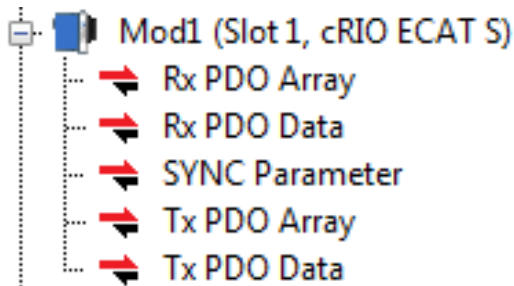 Mod1 (Slot 1, cRIO ECAT S)
Rx PDO Array
Rx PDO Data
SYNC Parameter
Tx PDO Array
Tx PDO Data